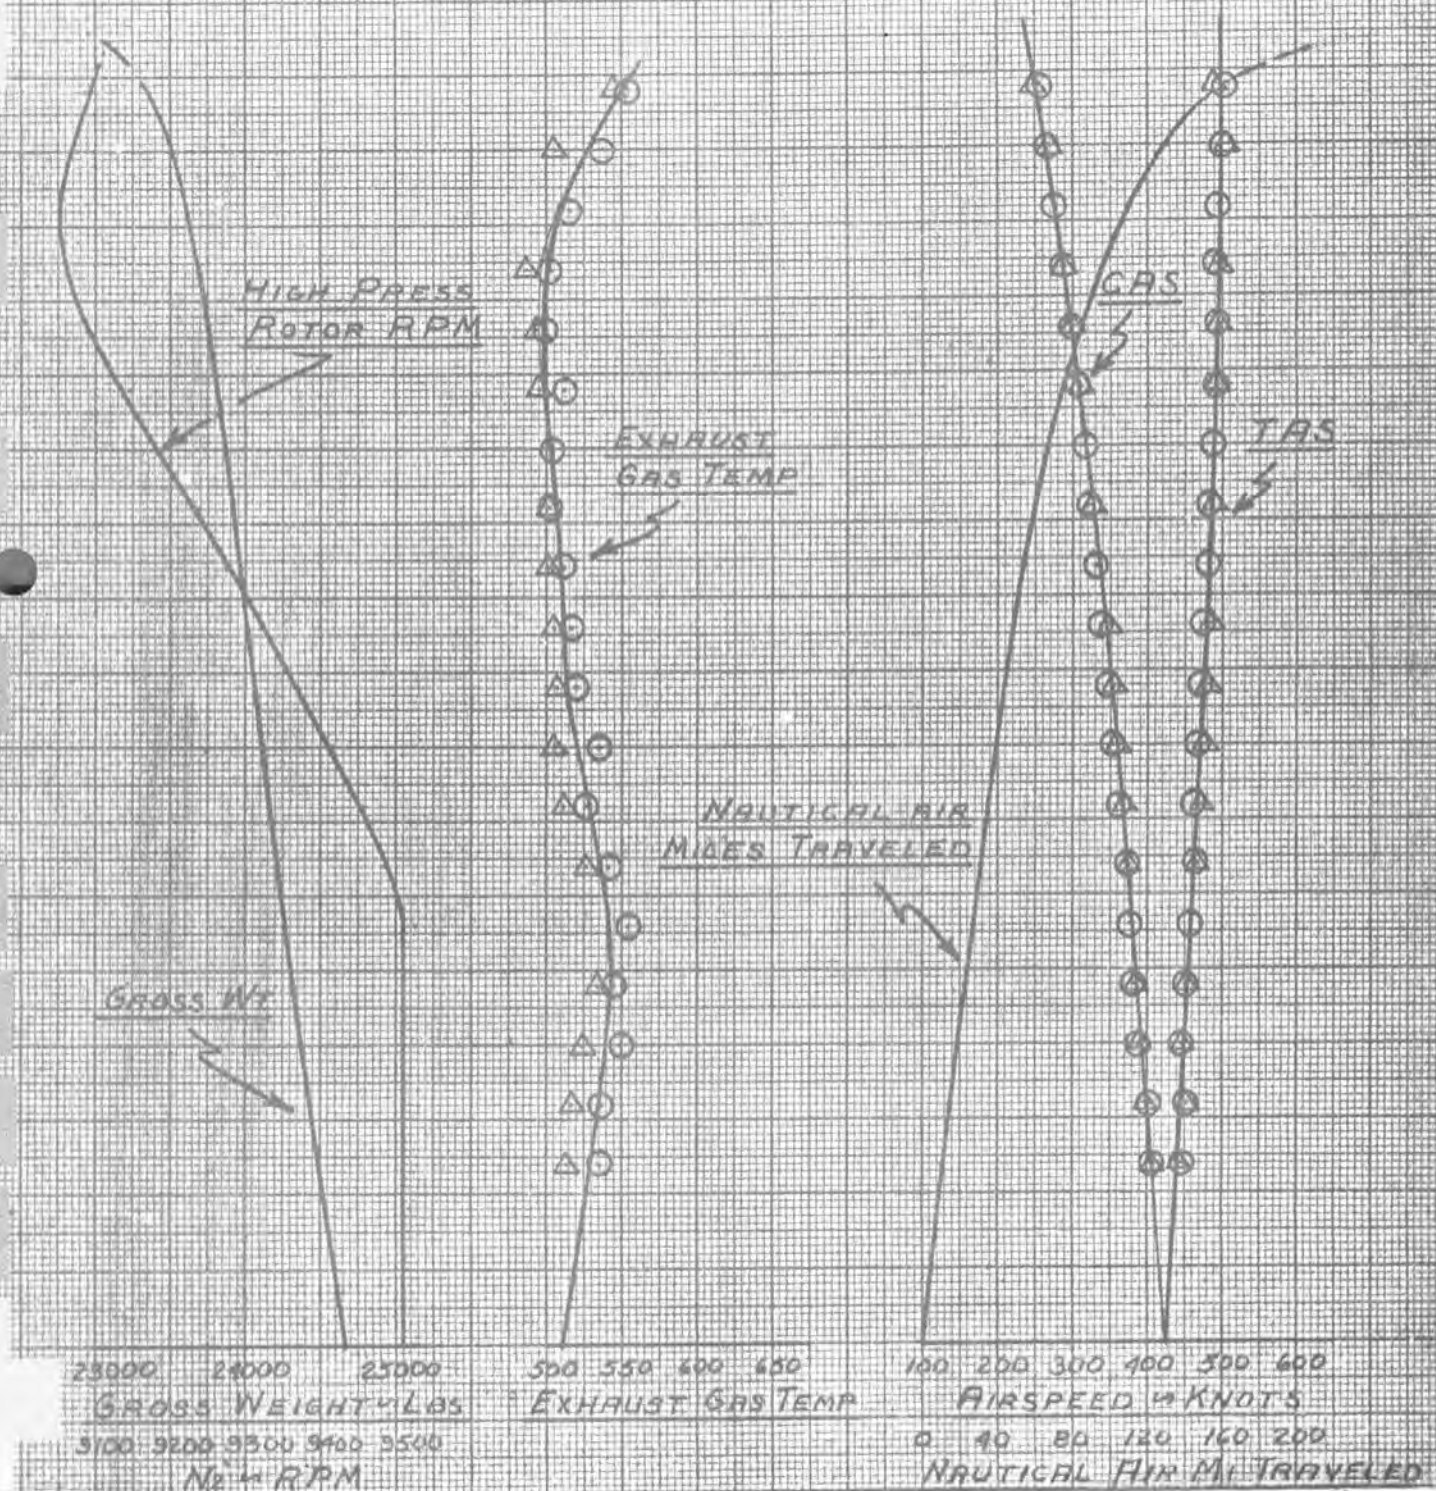 HIGH PRESS
ROTOR RPM
CAS
EXHAUST
GAS TEMP
TAS
NAUTICAL AIR
MILES TRAVELED
GROSS WT
23000 24000 25000
GROSS WEIGHT ~ LBS
9100 9200 9300 9400 9500
N2 ~ RPM
500 550 600 650
EXHAUST GAS TEMP
100 200 300 400 500 600
AIRSPEED ~ KNOTS
0 40 80 120 160 200
NAUTICAL AIR MI TRAVELED